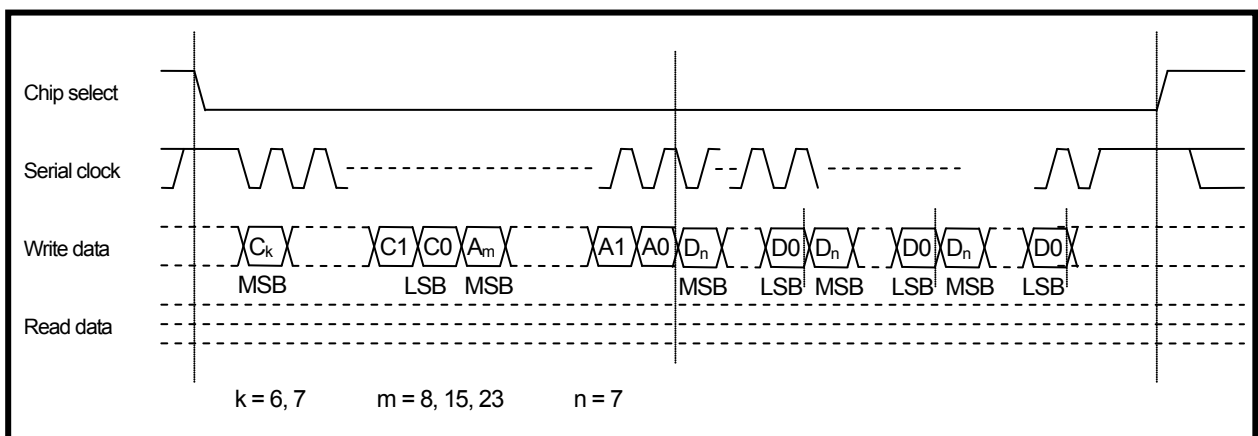 Chip select
Serial clock
Write data
Cₖ C1 C0 Aₘ A1 A0 Dₙ D0 Dₙ D0 Dₙ D0
MSB LSB MSB MSB LSB MSB LSB MSB LSB
Read data
k = 6, 7 m = 8, 15, 23 n = 7